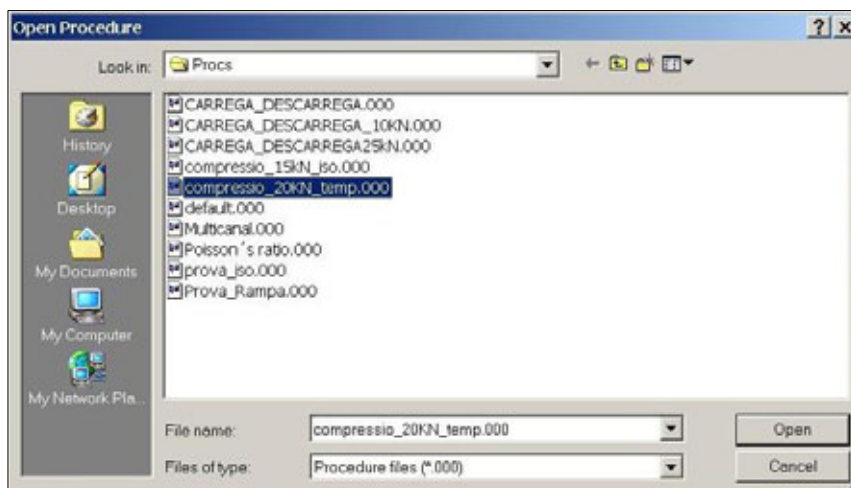 Open Procedure
Look in: Procs
History
Desktop
My Documents
My Computer
My Network Pla...
CARREGA_DESCARREGA.000
CARREGA_DESCARREGA_10KN.000
CARREGA_DESCARREGA25kN.000
compressio_15kN_iso.000
compressio_20KN_temp.000
default.000
Multicanal.000
Poisson´s ratio.000
prova_iso.000
Prova_Rampa.000
File name: compressio_20KN_temp.000 Open
Files of type: Procedure files (*.000) Cancel